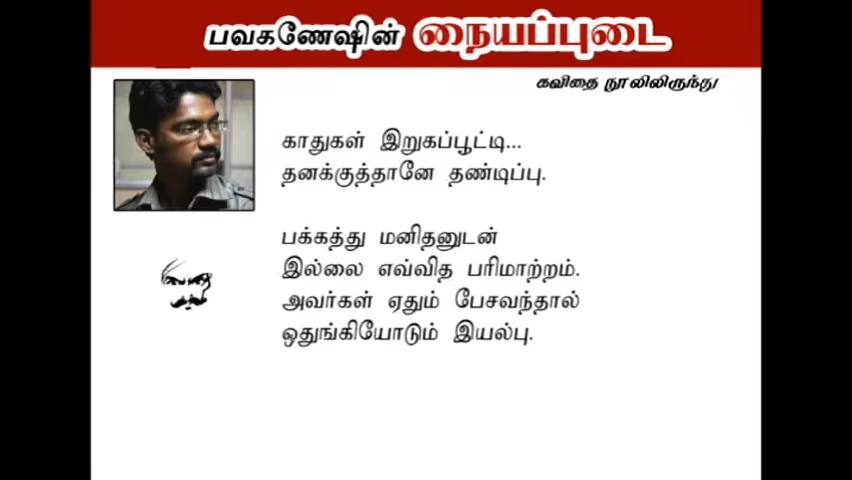 பவகணேஷின் நையப்புடை
கவிதை நூலிலிருந்து
காதுகள் இறுகப்பூட்டி...
தனக்குத்தானே தண்டிப்பு.
பக்கத்து மனிதனுடன்
இல்லை எவ்வித பரிமாற்றம்.
அவர்கள் ஏதும் பேசவந்தால்
ஒதுங்கியோடும் இயல்பு.